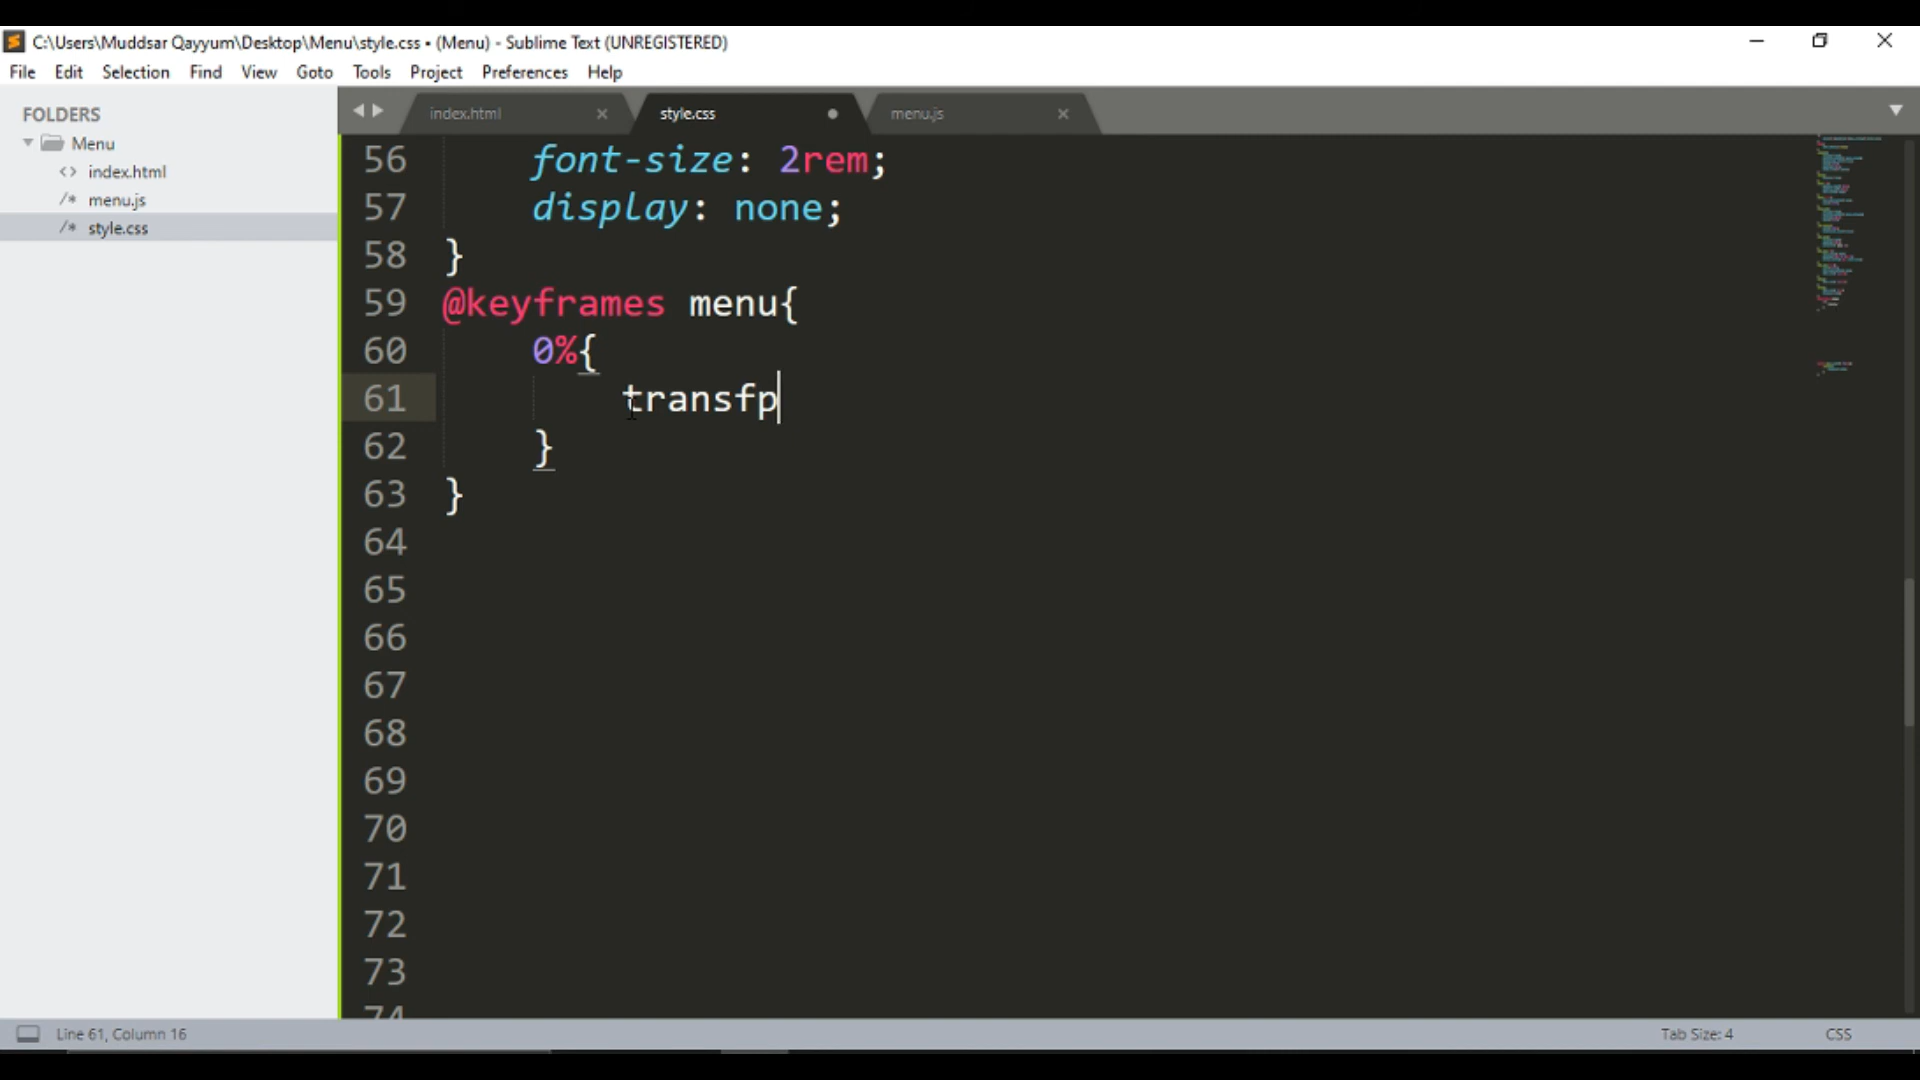 C:\Users\Muddsar Qayyum\Desktop\Menu\style.css • (Menu) - Sublime Text (UNREGISTERED)
File Edit Selection Find View Goto Tools Project Preferences Help
FOLDERS
Menu
<> index.html
/* menu.js
/* style.css
index.html × style.css • menu.js ×
56 font-size: 2rem;
57 display: none;
58 }
59 @keyframes menu{
60 0%{
61 transfp
62 }
63 }
64
65
66
67
68
69
70
71
72
73
74
Line 61, Column 16 Tab Size: 4 CSS